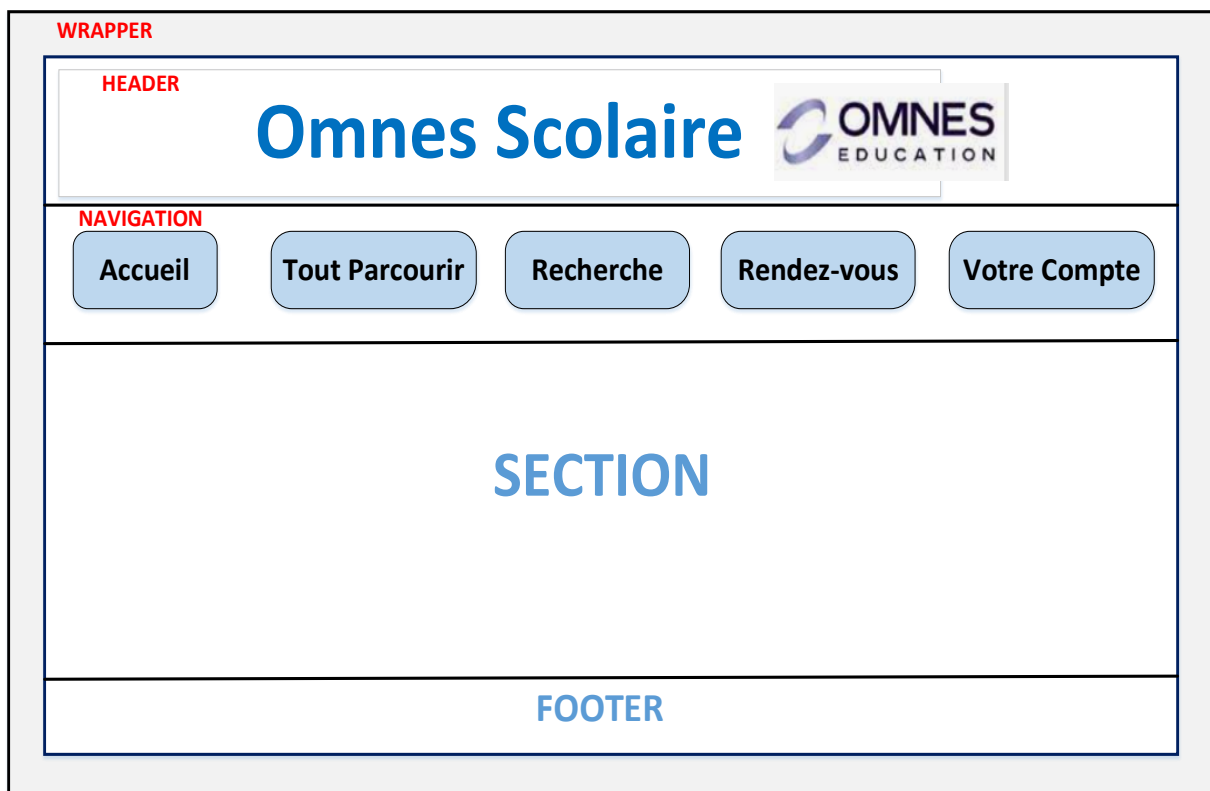 WRAPPER
HEADER
Omnes Scolaire
OMNES
EDUCATION
NAVIGATION
Accueil
Tout Parcourir
Recherche
Rendez-vous
Votre Compte
SECTION
FOOTER